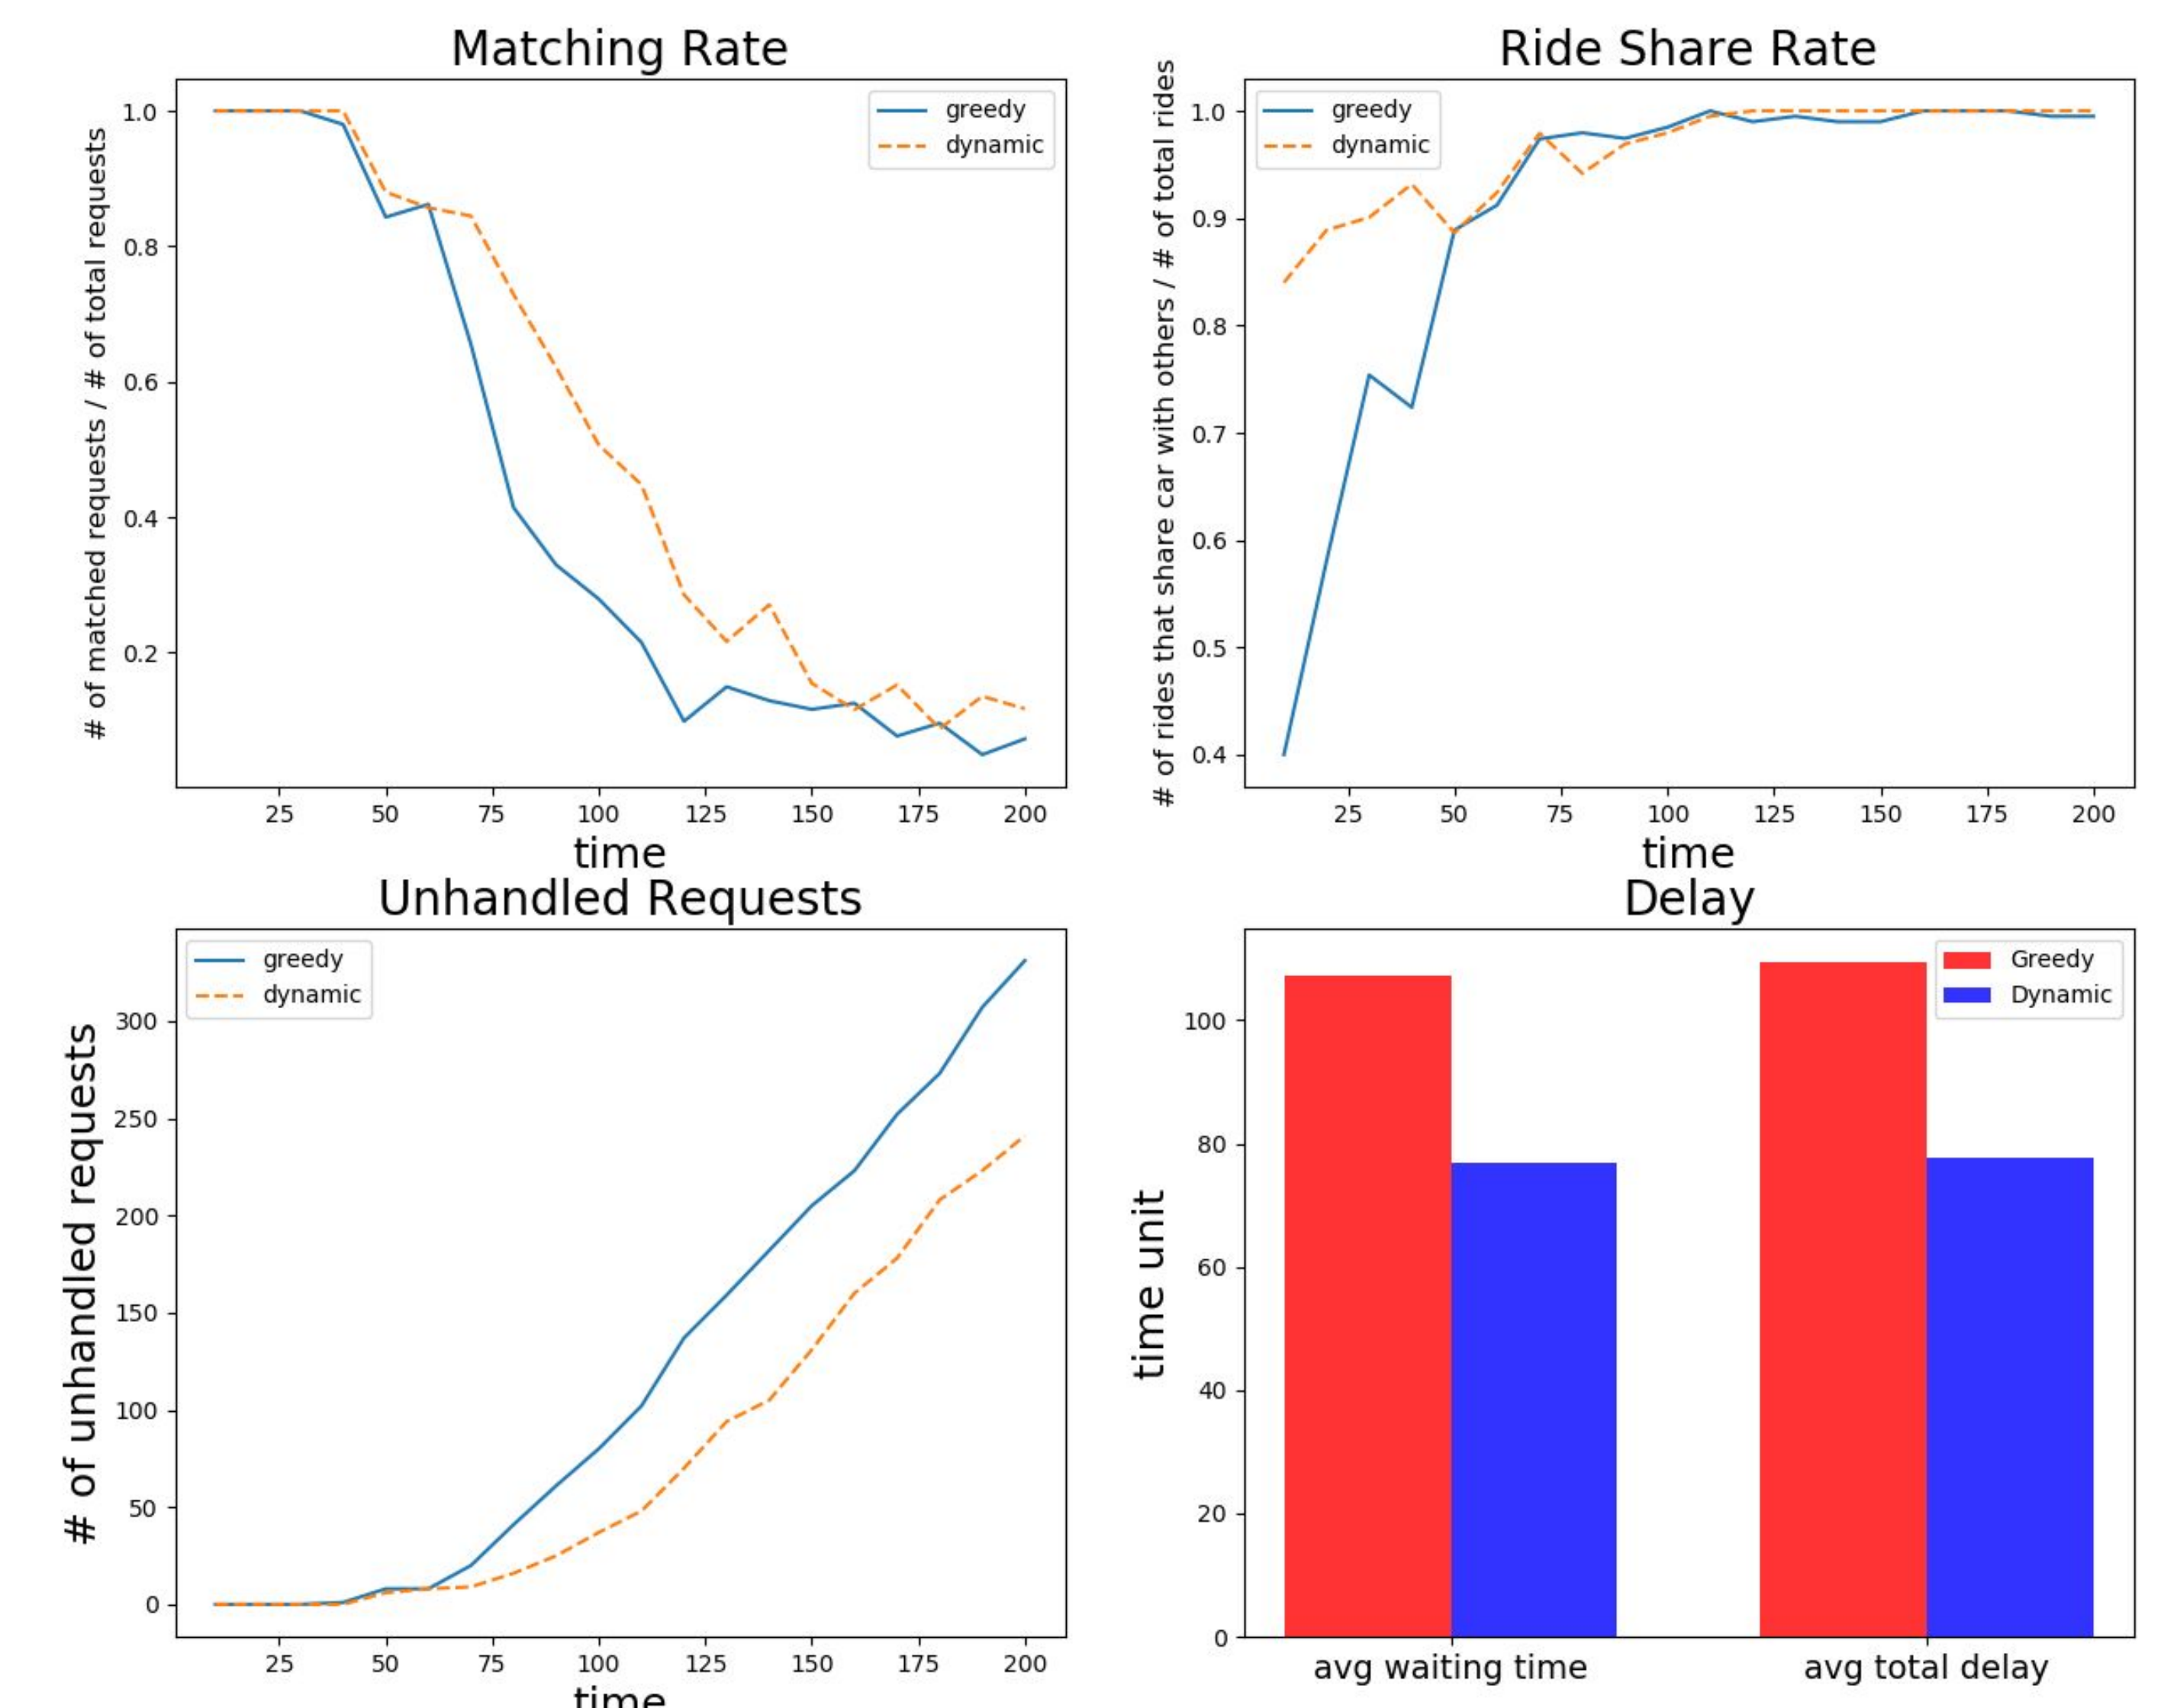 Matching Rate
# of matched requests / # of total requests
1.0
0.8
0.6
0.4
0.2
greedy
dynamic
25 50 75 100 125 150 175 200
time
Ride Share Rate
# of rides that share car with others / # of total rides
1.0
0.9
0.8
0.7
0.6
0.5
0.4
greedy
dynamic
25 50 75 100 125 150 175 200
time
Unhandled Requests
# of unhandled requests
300
250
200
150
100
50
0
greedy
dynamic
25 50 75 100 125 150 175 200
time
Delay
time unit
100
80
60
40
20
0
Greedy
Dynamic
avg waiting time avg total delay